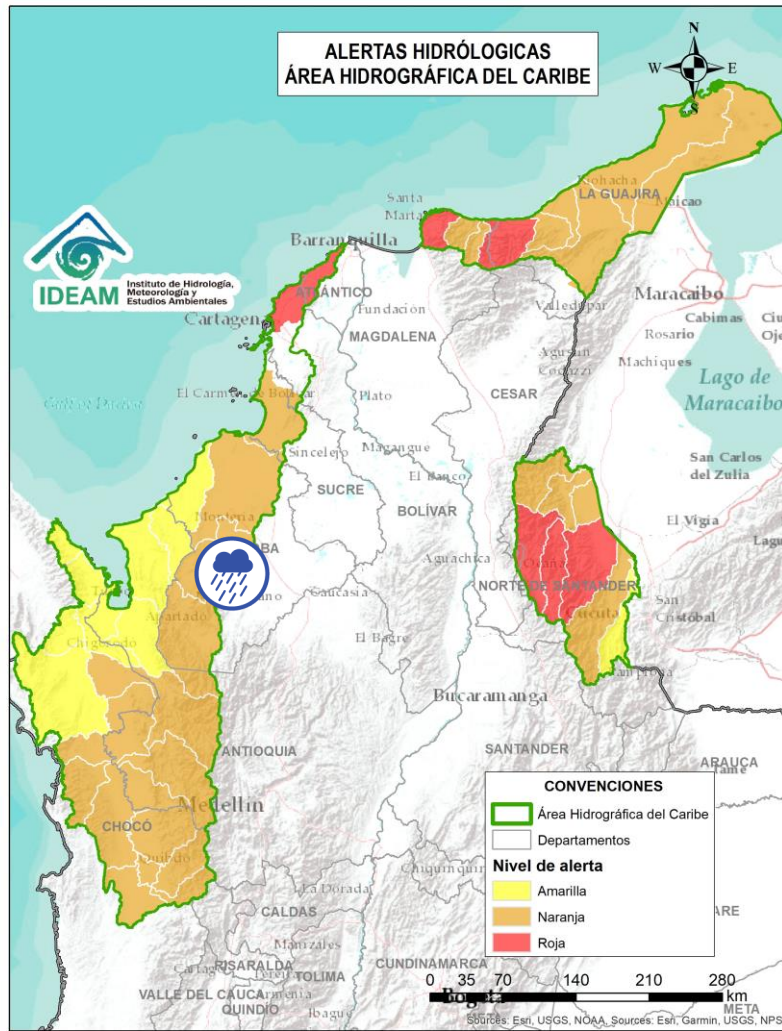 ALERTAS HIDRÓLOGICAS
ÁREA HIDROGRÁFICA DEL CARIBE
N
W E
S
IDEAM
Instituto de Hidrología,
Meteorología y
Estudios Ambientales
Santa
Marta
Riohacha
LA GUAJIRA
Maicao
Barranquilla
ATLÁNTICO
Cartagen
Fundación
MAGDALENA
Valledupar
Maracaibo
Cabimas
Rosario
Machiques
Agustín
Codazzi
CESAR
Lago de
Maracaibo
El Carmen de Bolívar
Plato
Sincelejo
Magangue
San Carlos
del Zulia
SUCRE
El Banco
BOLÍVAR
Montería
El Vigía
Aguachica
Ocaña
NORTE DE SANTANDER
Caucasia
Cúcuta
San
Cristóbal
Apartadó
Chigorodó
El Bagre
Pamplona
Bucaramanga
ANTIOQUIA
SANTANDER
ARAUCA
Medellín
CHOCÓ
Quibdó
La Dorada
CALDAS
Manizales
RISARALDA
TOLIMA
CUNDINAMARCA
VALLE DEL CAUCA
Armenia
QUINDÍO
Ibagué
Bogotá
META
CONVENCIONES
Área Hidrográfica del Caribe
Departamentos
Nivel de alerta
Amarilla
Naranja
Roja
0 35 70 140 210 280
km
Sources: Esri, USGS, NOAA, Sources: Esri, Garmin, USGS, NPS